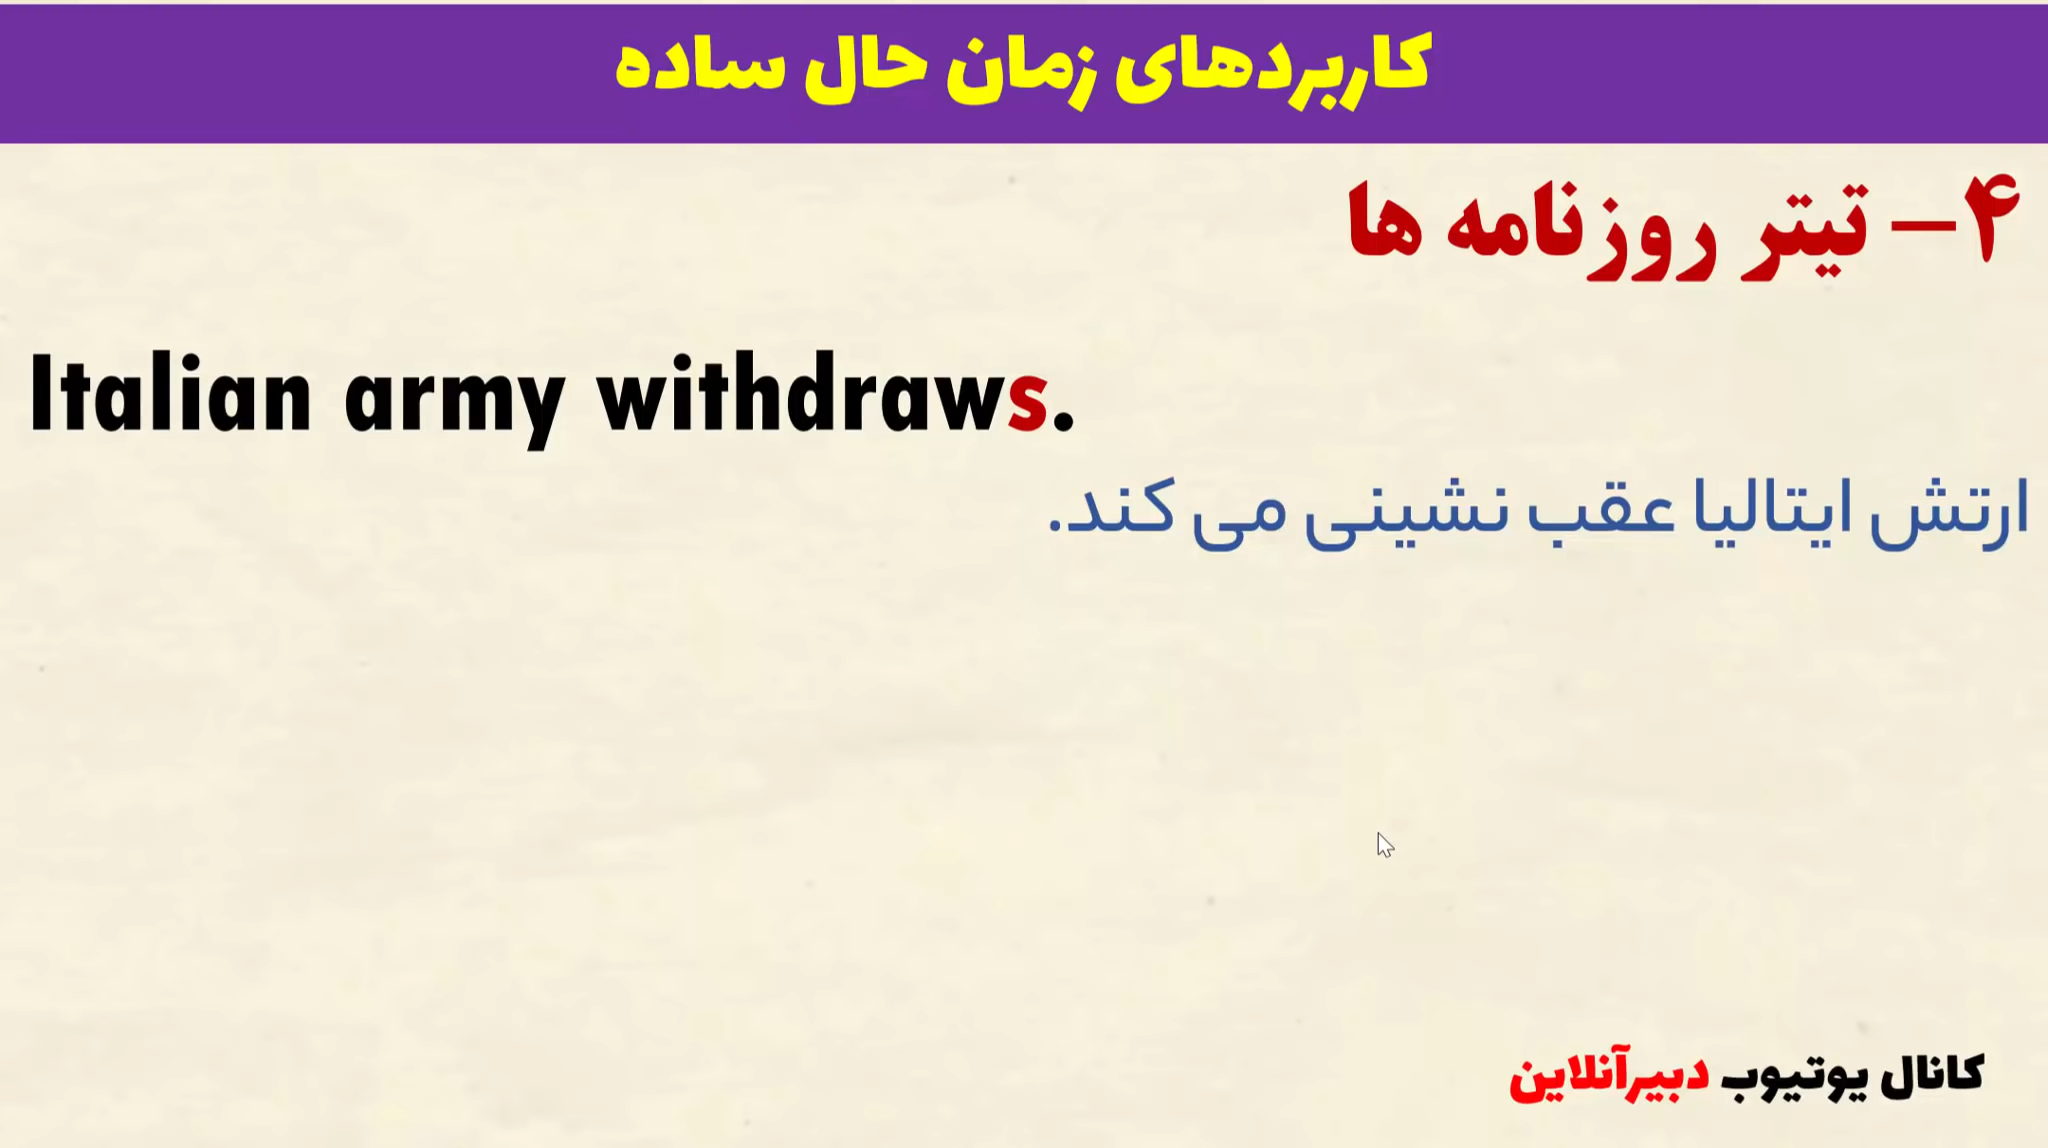 کاربردهای زمان حال ساده
۴- تیتر روزنامه ها
Italian army withdraws.
ارتش ایتالیا عقب نشینی می کند.
کانال یوتیوب دبیرآنلاین